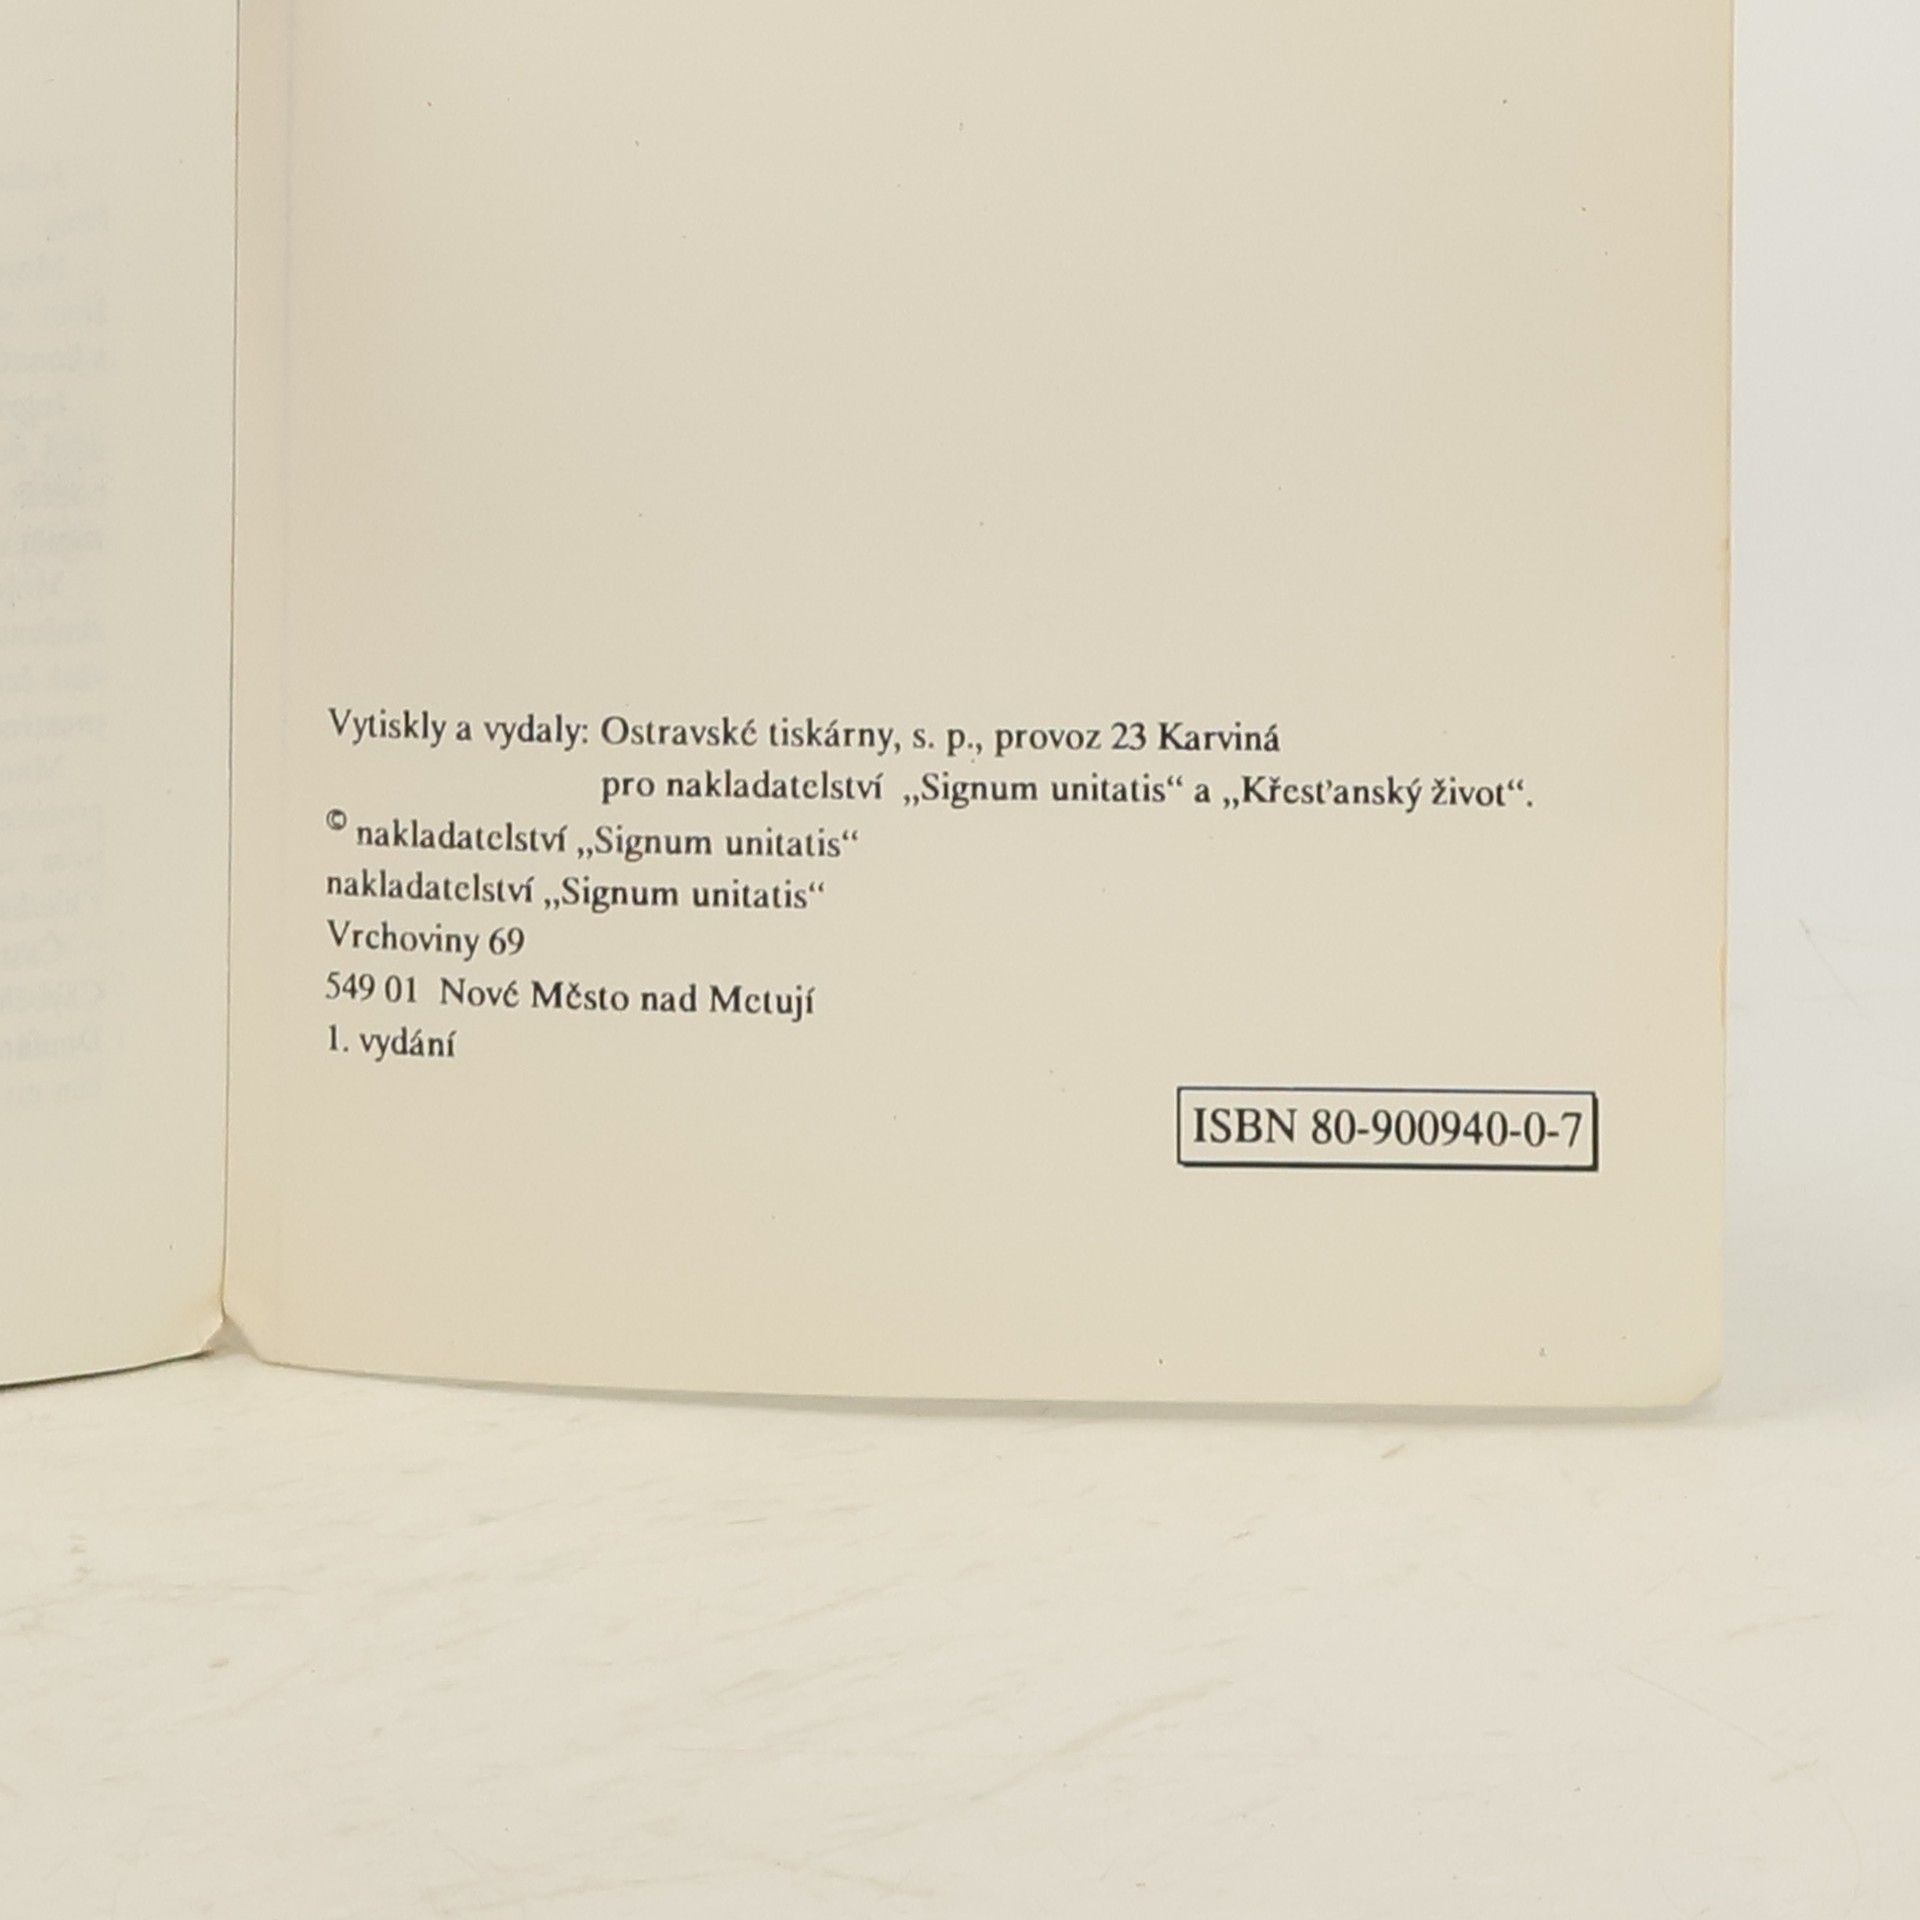 Vytiskly a vydaly: Ostravské tiskárny, s. p., provoz 23 Karviná
pro nakladatelství „Signum unitatis“ a „Křesťanský život“.
© nakladatelství „Signum unitatis“
nakladatelství „Signum unitatis“
Vrchoviny 69
549 01 Nové Město nad Metují
1. vydání
ISBN 80-900940-0-7